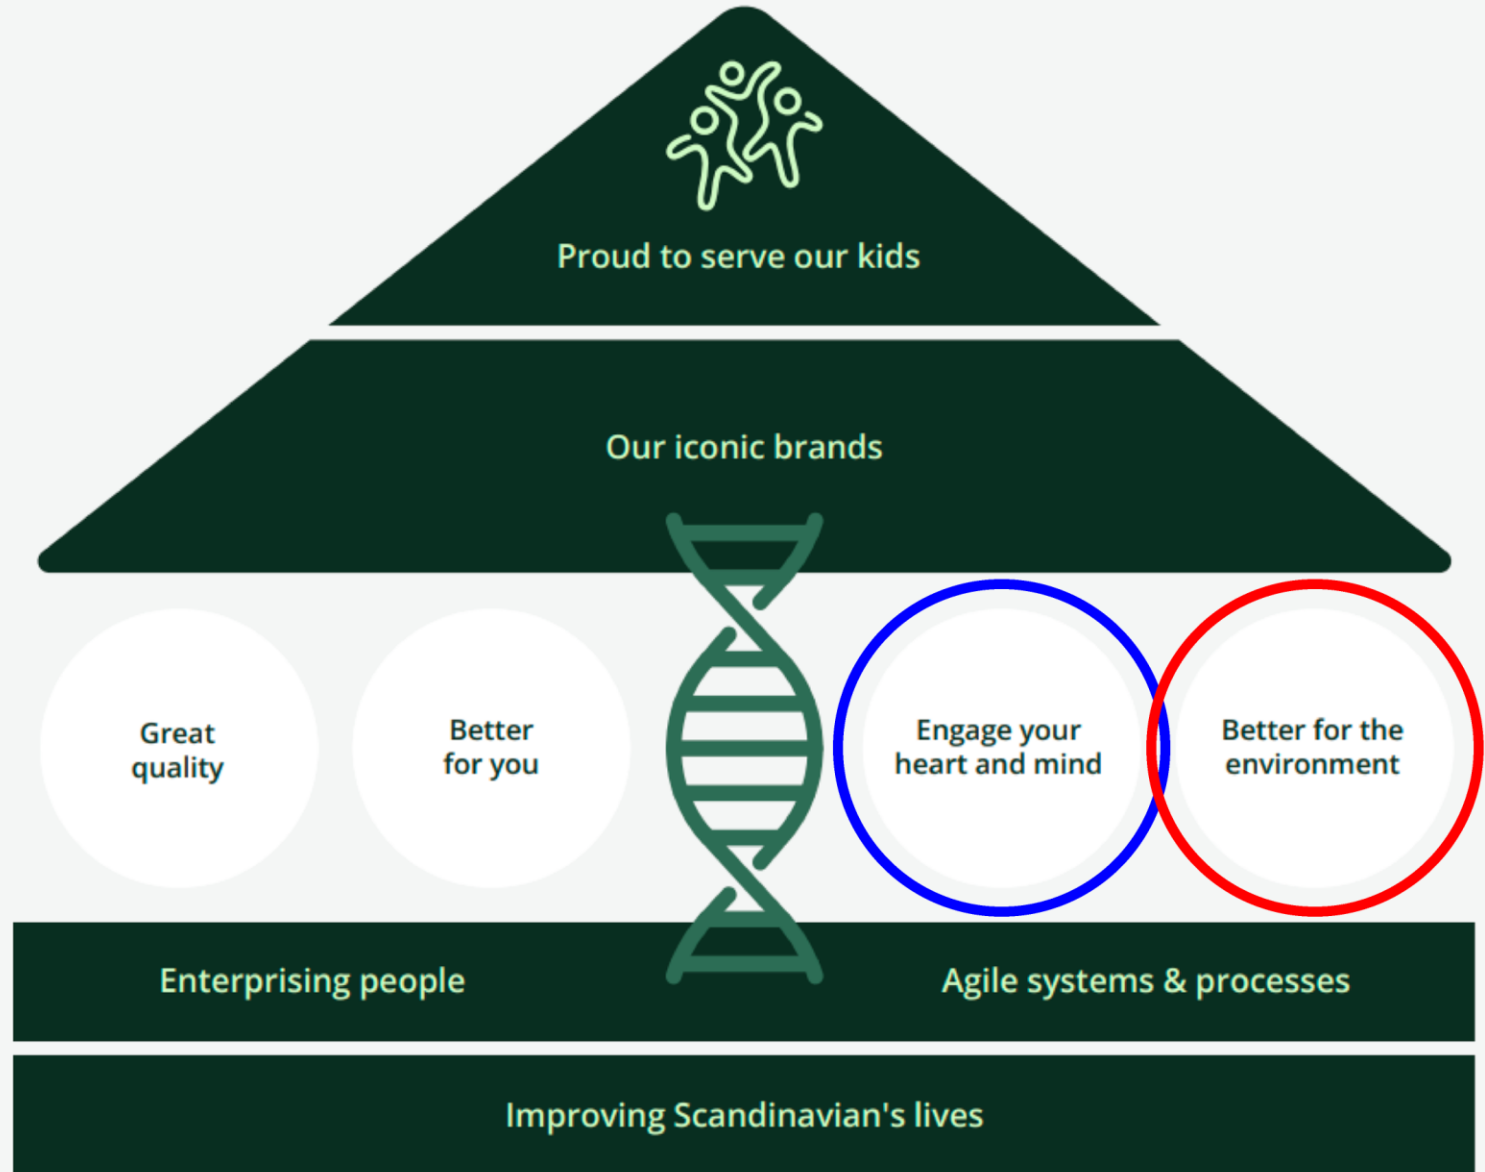 Proud to serve our kids
Our iconic brands
Great
quality
Better
for you
Engage your
heart and mind
Better for the
environment
Enterprising people
Agile systems & processes
Improving Scandinavian's lives